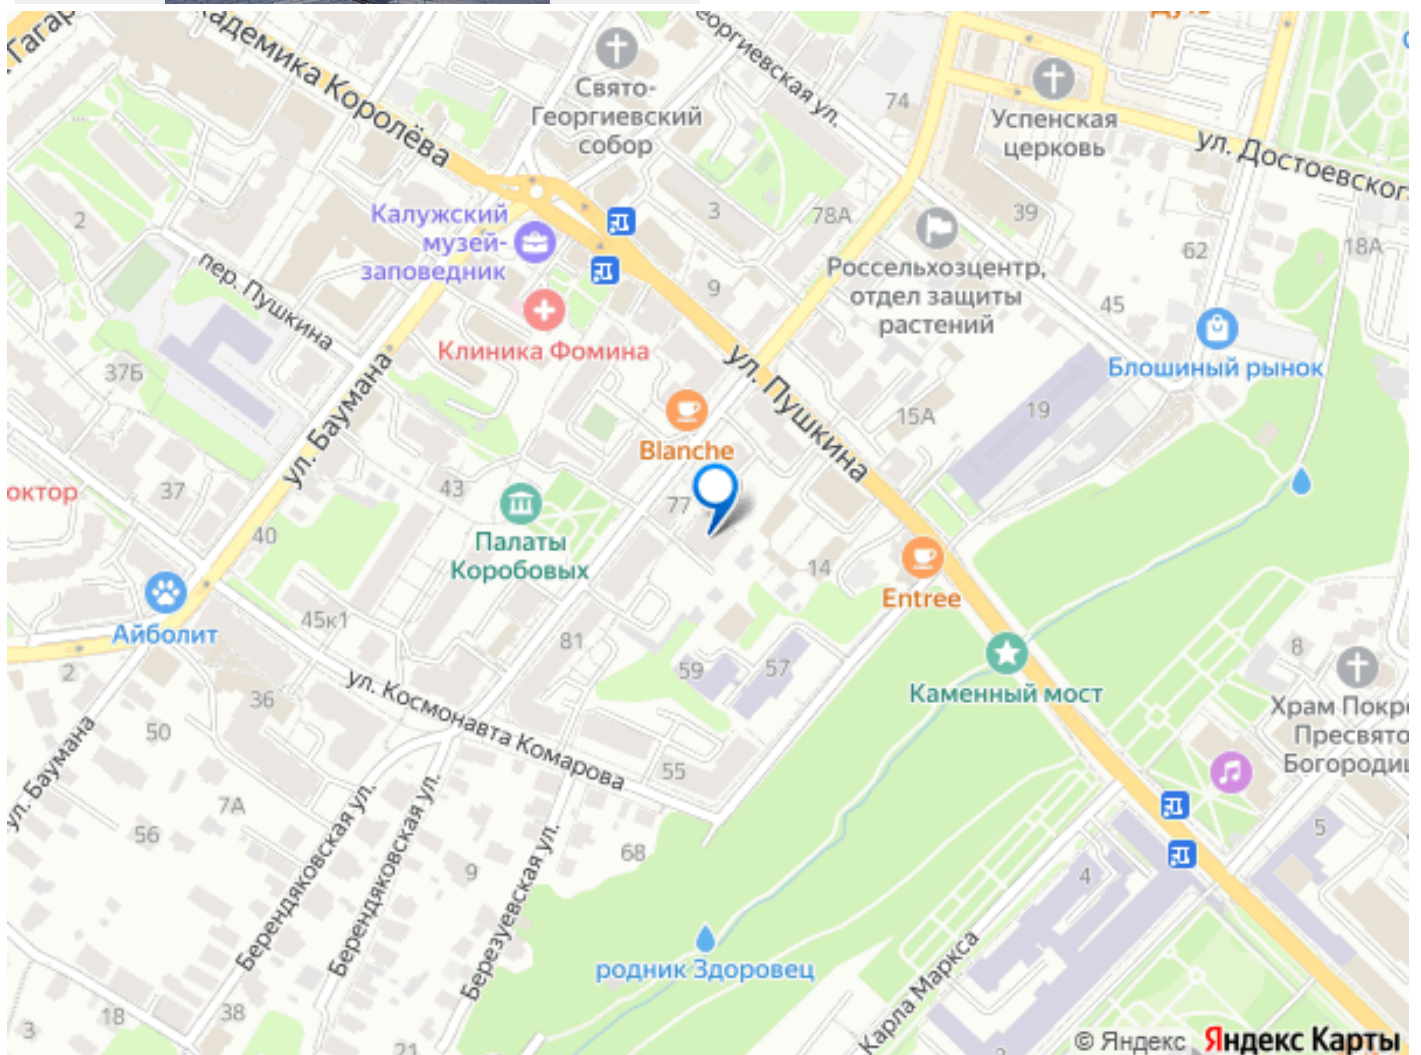 Академика Королёва
Георгиевская ул.
Свято-
Георгиевский
собор
74
Успенская
церковь
ул. Достоевского
2
Калужский
музей-
заповедник
3
78А
39
62
18А
пер. Пушкина
Россельхозцентр,
отдел защиты
растений
9
45
Клиника Фомина
ул. Пушкина
Блошиный рынок
37Б
ул. Баумана
Blanche
15А
19
37
43
77
40
Палаты
Коробовых
14
Entree
Айболит
45к1
81
59
57
8
2
36
ул. Космонавта Комарова
Каменный мост
Храм Покро
Пресвято
Богородиц
50
ул. Баумана
55
7А
56
Берендяковская ул.
Берендяковская ул.
Березуевская ул.
68
9
4
5
родник Здоровец
Карла Маркса
18
38
3
21
© Яндекс Яндекс Карты